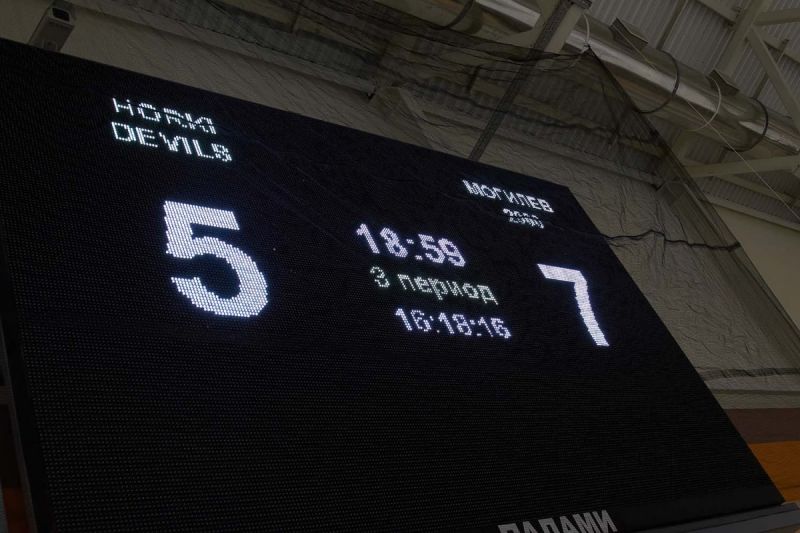 HORKI
DEVILS
МОГИЛЕВ
5
18:59
7
3 период
16:18:16